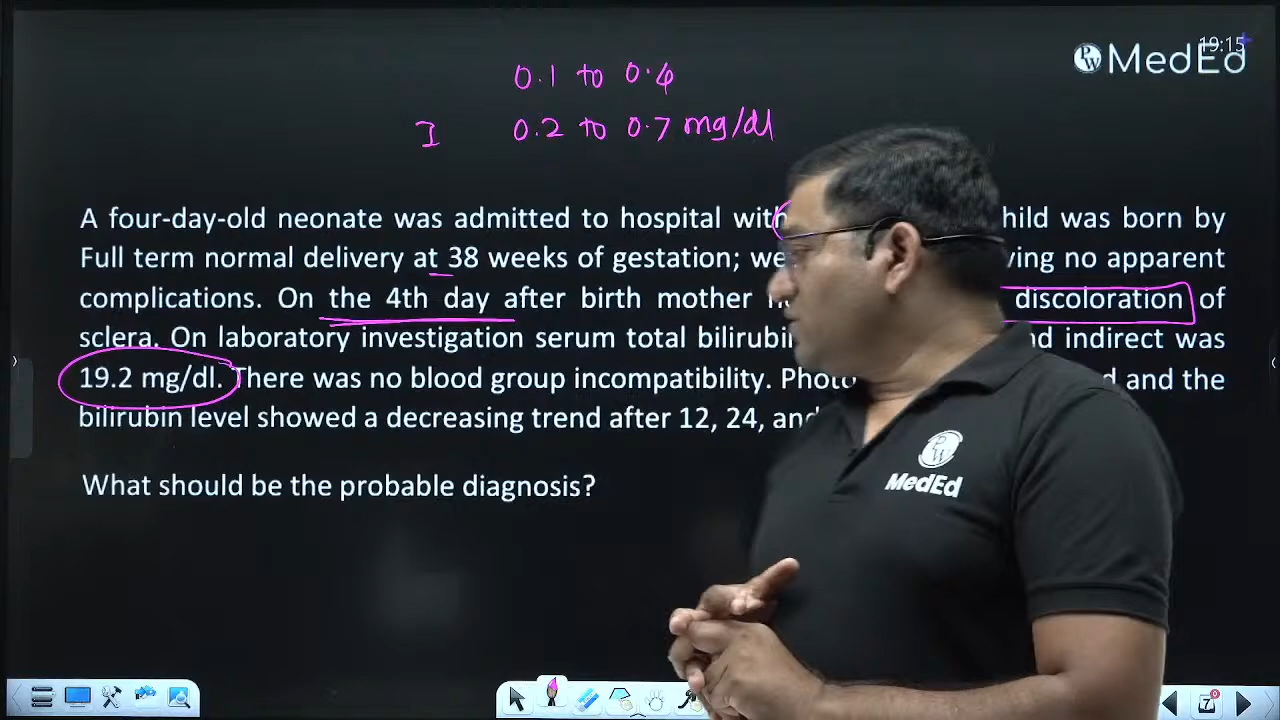 19:15
PW MedEd
0.1 to 0.4
I 0.2 to 0.7 mg/dl
A four-day-old neonate was admitted to hospital with hild was born by
Full term normal delivery at 38 weeks of gestation; we ving no apparent
complications. On the 4th day after birth mother discoloration of
sclera. On laboratory investigation serum total bilirubi nd indirect was
19.2 mg/dl. There was no blood group incompatibility. Photo d and the
bilirubin level showed a decreasing trend after 12, 24, and
What should be the probable diagnosis?
PW
MedEd